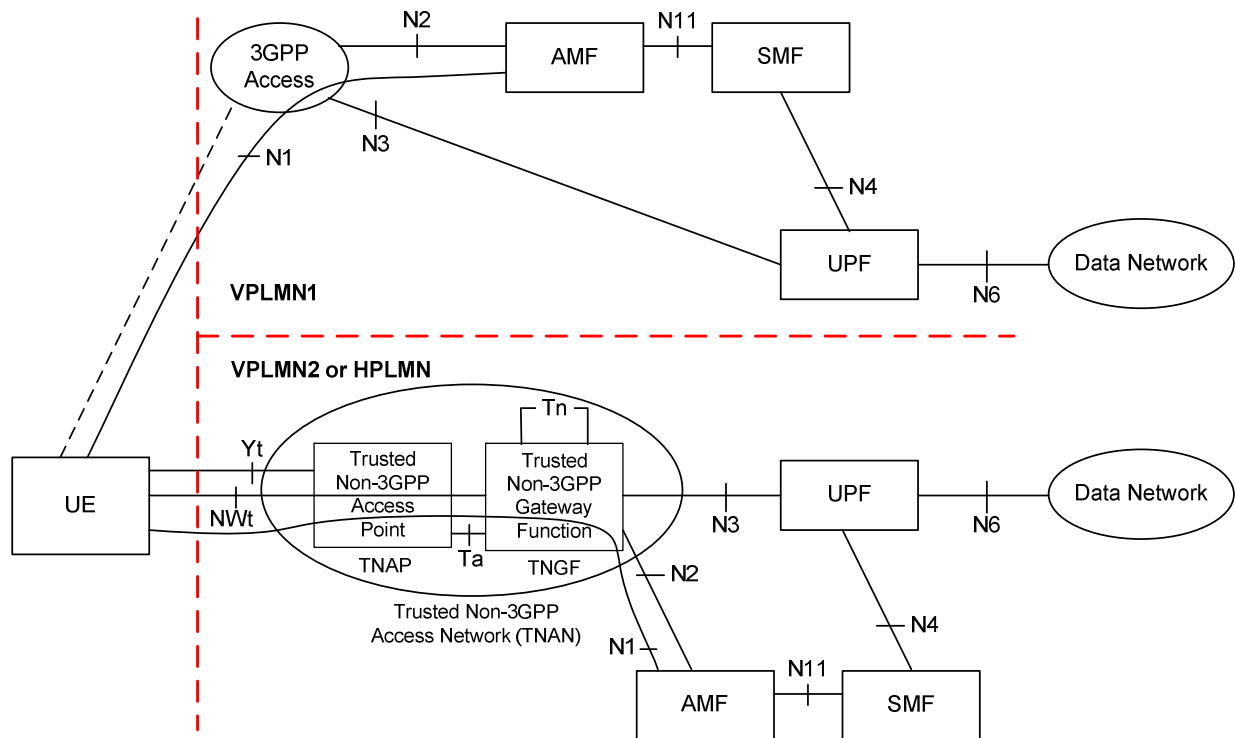 3GPP
Access
N2
AMF
N11
SMF
N1
N3
N4
UPF
N6
Data Network
VPLMN1
VPLMN2 or HPLMN
UE
Yt
NWt
Trusted
Non-3GPP
Access
Point
TNAP
Ta
Tn
Trusted
Non-3GPP
Gateway
Function
TNGF
Trusted Non-3GPP
Access Network (TNAN)
N3
UPF
N6
Data Network
N2
N1
N4
AMF
N11
SMF